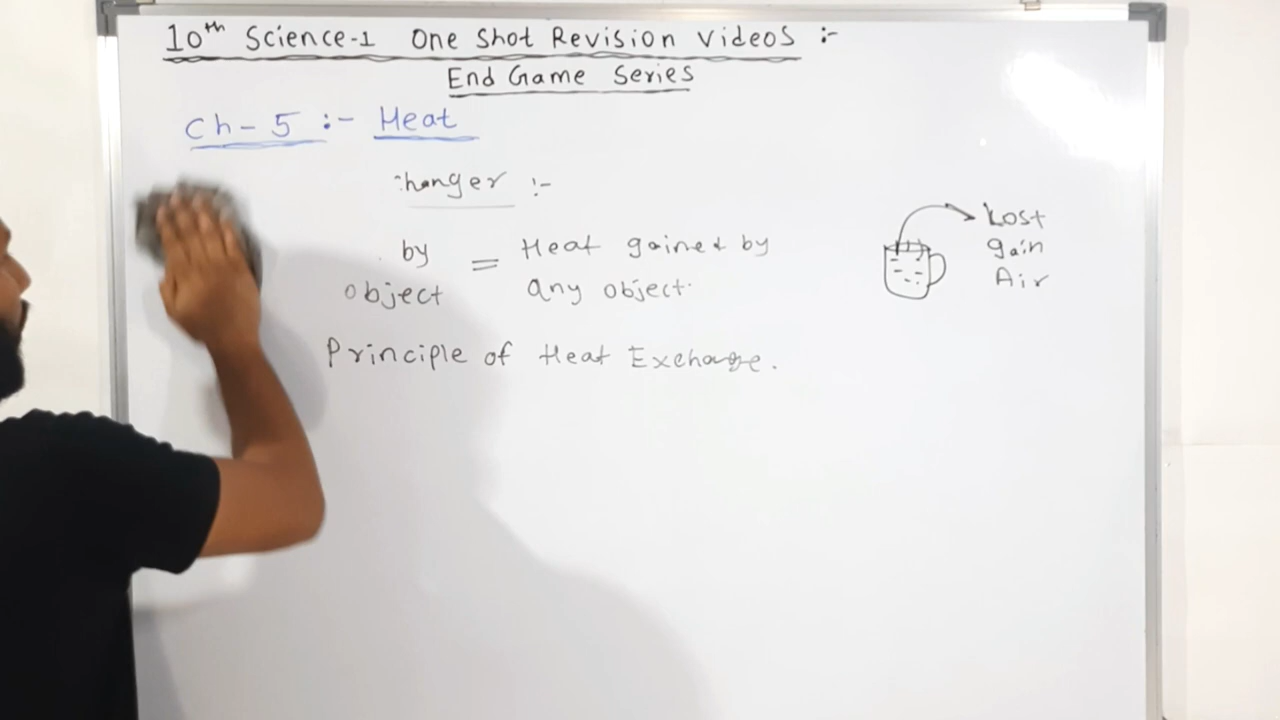 10th Science-1 One Shot Revision Videos :-
End Game Series
Ch-5 :- Heat
hanger :-
by = Heat gained by
object any object.
Principle of Heat Exchange.
Lost
gain
Air